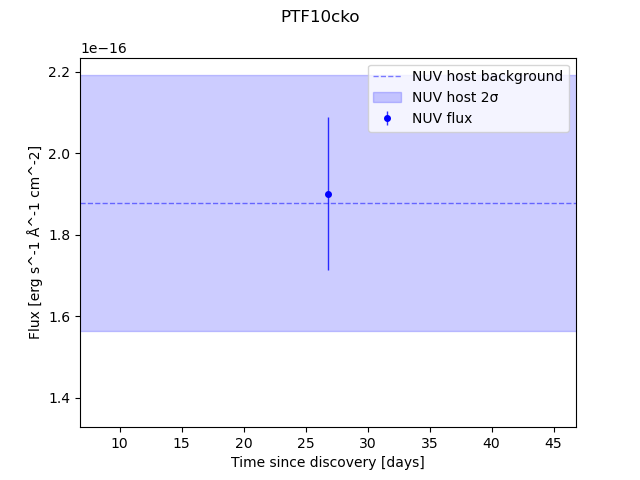 PTF10cko
1e−16
NUV host background
NUV host 2σ
NUV flux
2.2
2.0
1.8
1.6
1.4
Flux [erg s^-1 Å^-1 cm^-2]
10 15 20 25 30 35 40 45
Time since discovery [days]